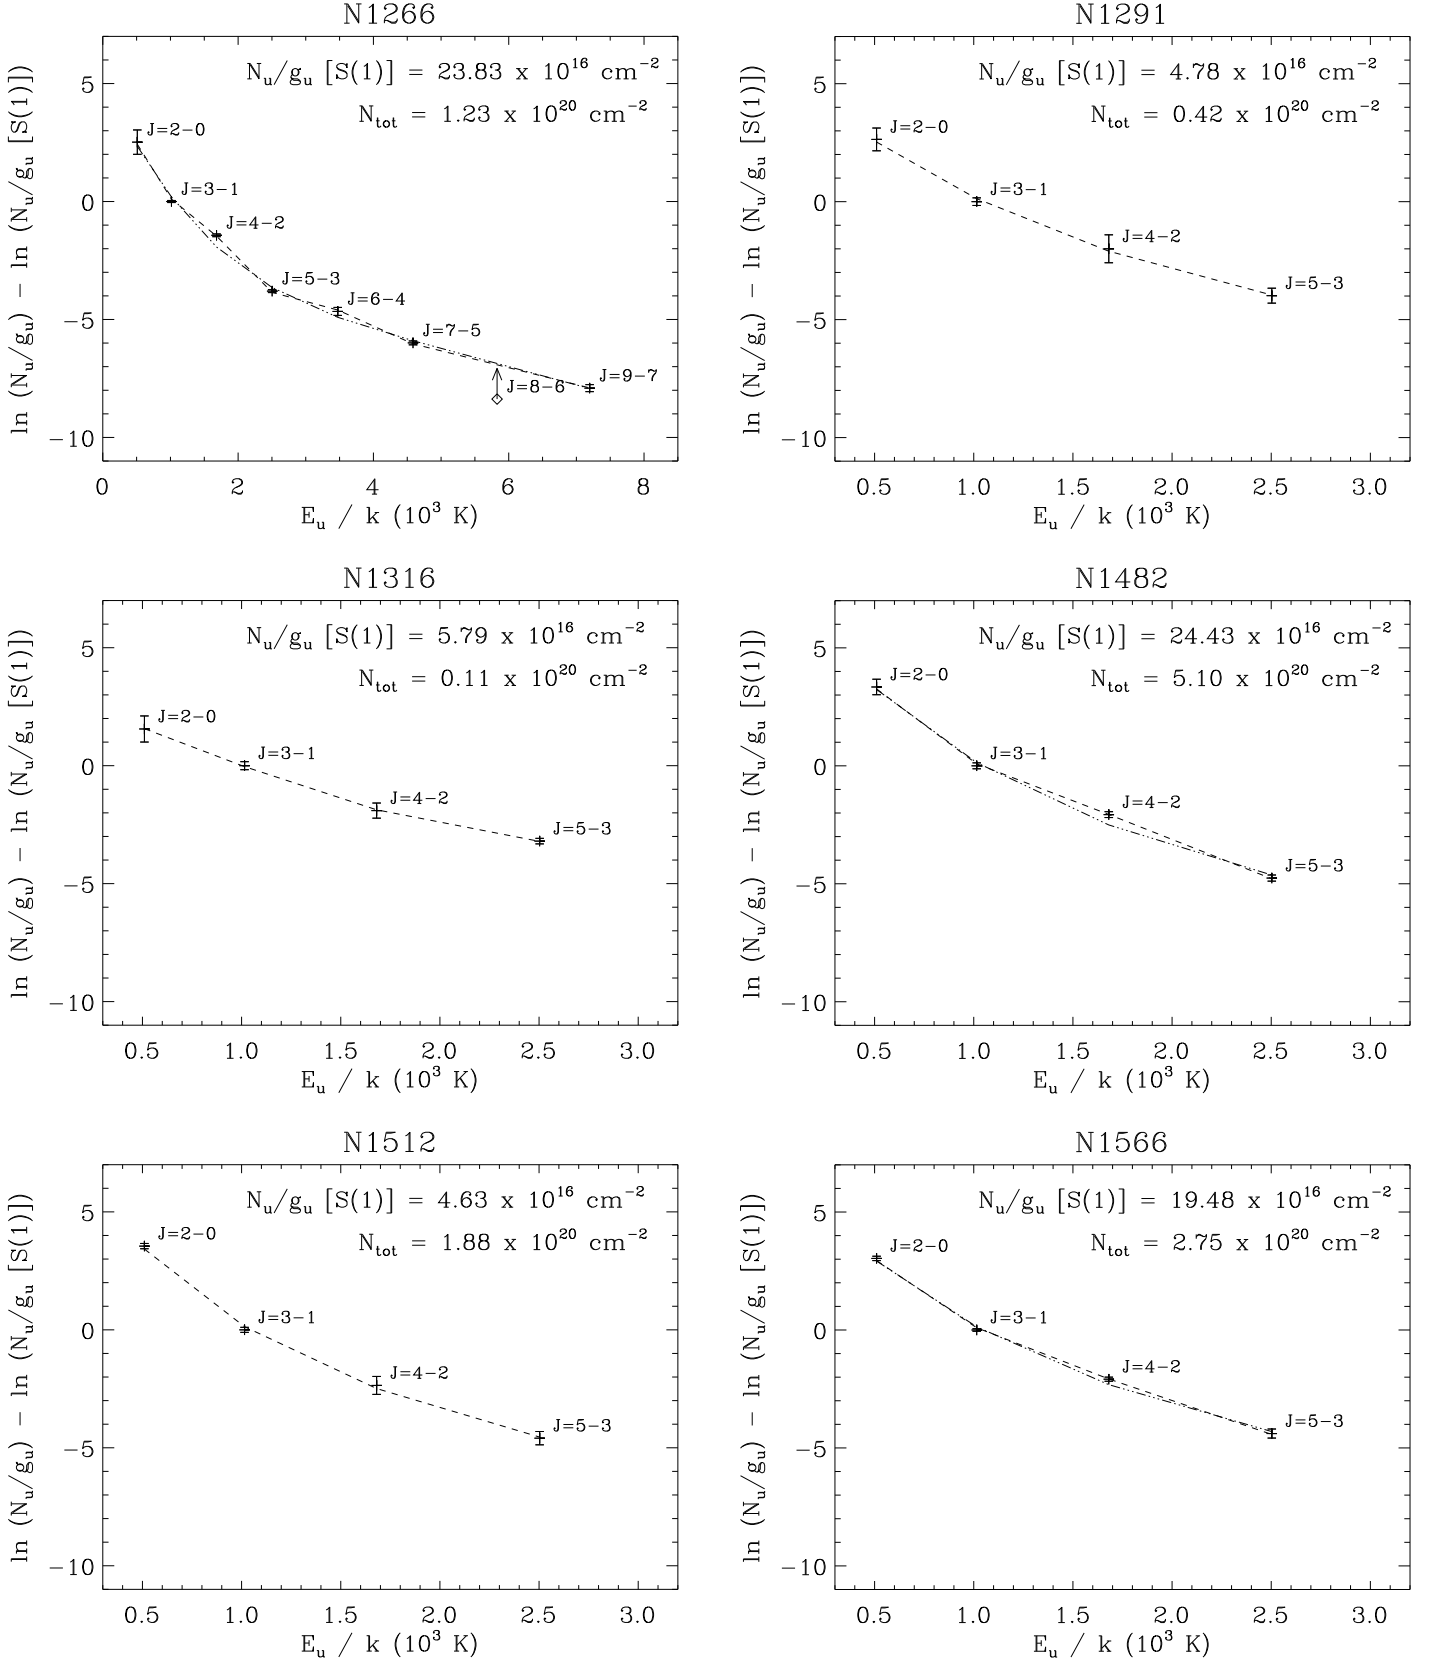 N1266
N_u/g_u [S(1)] = 23.83 x 10^16 cm^−2
N_tot = 1.23 x 10^20 cm^−2
ln (N_u/g_u) − ln (N_u/g_u [S(1)])
5
0
−5
−10
J=2−0
J=3−1
J=4−2
J=5−3
J=6−4
J=7−5
J=8−6
J=9−7
0 2 4 6 8
E_u / k (10^3 K)
N1291
N_u/g_u [S(1)] = 4.78 x 10^16 cm^−2
N_tot = 0.42 x 10^20 cm^−2
ln (N_u/g_u) − ln (N_u/g_u [S(1)])
5
0
−5
−10
J=2−0
J=3−1
J=4−2
J=5−3
0.5 1.0 1.5 2.0 2.5 3.0
E_u / k (10^3 K)
N1316
N_u/g_u [S(1)] = 5.79 x 10^16 cm^−2
N_tot = 0.11 x 10^20 cm^−2
ln (N_u/g_u) − ln (N_u/g_u [S(1)])
5
0
−5
−10
J=2−0
J=3−1
J=4−2
J=5−3
0.5 1.0 1.5 2.0 2.5 3.0
E_u / k (10^3 K)
N1482
N_u/g_u [S(1)] = 24.43 x 10^16 cm^−2
N_tot = 5.10 x 10^20 cm^−2
ln (N_u/g_u) − ln (N_u/g_u [S(1)])
5
0
−5
−10
J=2−0
J=3−1
J=4−2
J=5−3
0.5 1.0 1.5 2.0 2.5 3.0
E_u / k (10^3 K)
N1512
N_u/g_u [S(1)] = 4.63 x 10^16 cm^−2
N_tot = 1.88 x 10^20 cm^−2
ln (N_u/g_u) − ln (N_u/g_u [S(1)])
5
0
−5
−10
J=2−0
J=3−1
J=4−2
J=5−3
0.5 1.0 1.5 2.0 2.5 3.0
E_u / k (10^3 K)
N1566
N_u/g_u [S(1)] = 19.48 x 10^16 cm^−2
N_tot = 2.75 x 10^20 cm^−2
ln (N_u/g_u) − ln (N_u/g_u [S(1)])
5
0
−5
−10
J=2−0
J=3−1
J=4−2
J=5−3
0.5 1.0 1.5 2.0 2.5 3.0
E_u / k (10^3 K)